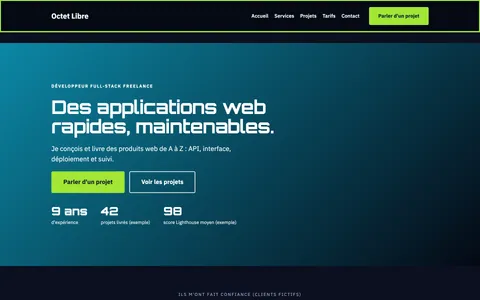 Octet Libre
Accueil Services Projets Tarifs Contact Parler d'un projet
DÉVELOPPEUR FULL-STACK FREELANCE
Des applications web
rapides, maintenables.
Je conçois et livre des produits web de A à Z : API, interface,
déploiement et suivi.
Parler d'un projet Voir les projets
9 ans 42 98
d'expérience projets livrés (exemple) score Lighthouse moyen (exemple)
ILS M'ONT FAIT CONFIANCE (CLIENTS FICTIFS)